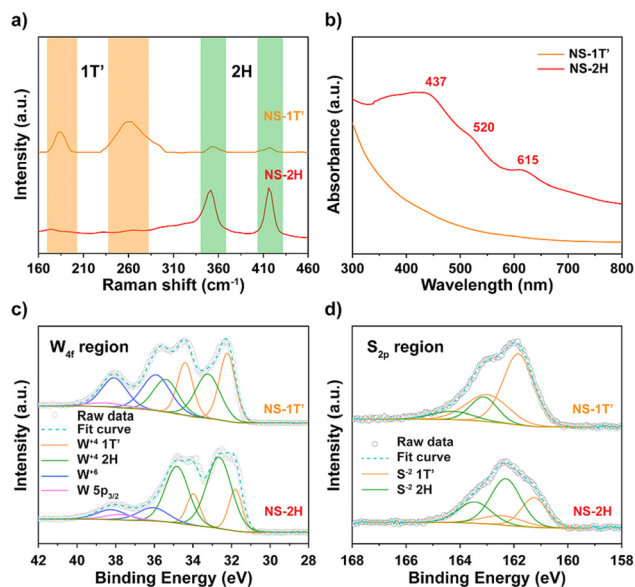 a)
1T'
2H
NS-1T'
NS-2H
Intensity (a.u.)
160 210 260 310 360 410 460
Raman shift (cm⁻¹)
b)
NS-1T'
NS-2H
437
520
615
Absorbance (a.u.)
300 400 500 600 700 800
Wavelength (nm)
c)
W4f region
NS-1T'
Raw data
Fit curve
W⁺⁴ 1T'
W⁺⁴ 2H
W⁺⁶
W 5p3/2
NS-2H
Intensity (a.u.)
42 40 38 36 34 32 30 28
Binding Energy (eV)
d)
S2p region
NS-1T'
Raw data
Fit curve
S⁻² 1T'
S⁻² 2H
NS-2H
Intensity (a.u.)
168 166 164 162 160 158
Binding Energy (eV)